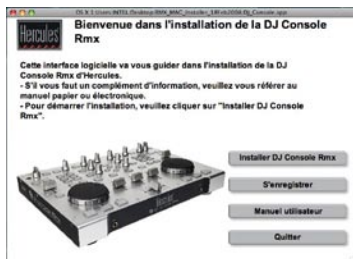 Hercules
Bienvenue dans l'installation de la DJ Console
Rmx
Cette interface logicielle va vous guider dans l'installation de la DJ
Console Rmx d'Hercules.
- S'il vous faut un complément d'information, veuillez vous référer au
manuel papier ou électronique.
- Pour démarrer l'installation, veuillez cliquer sur "Installer DJ Console
Rmx".
Installer DJ Console Rmx
S'enregistrer
Manuel utilisateur
Quitter